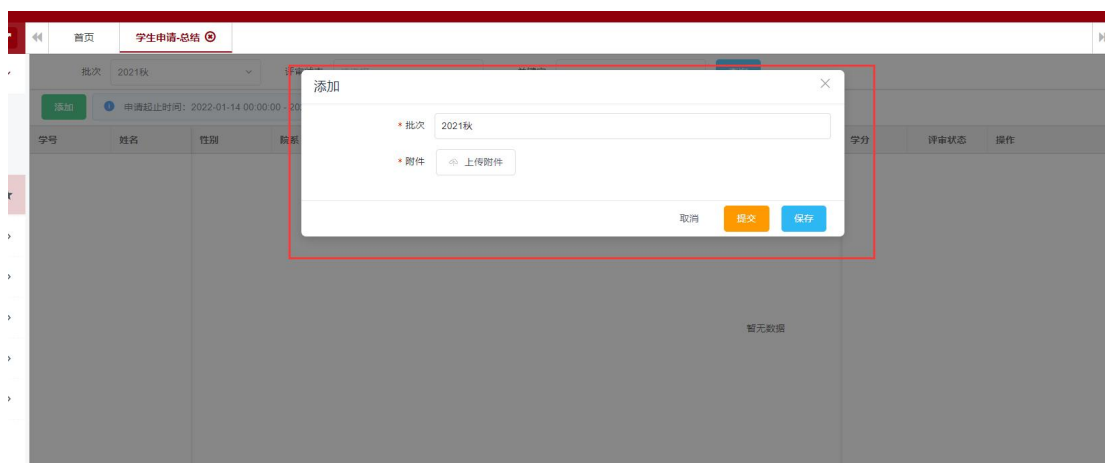 首页 学生申请-总结
批次 2021秋
添加
添加 申请起止时间：2022-01-14 00:00:00 - 20
* 批次 2021秋
* 附件 上传附件
学号 姓名 性别 院系 学分 评审状态 操作
取消 提交 保存
暂无数据